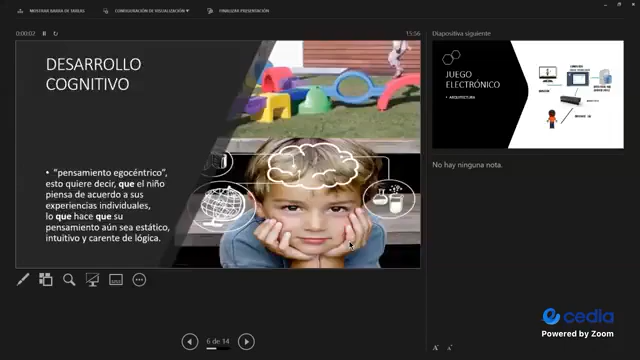 MOSTRAR BARRA DE TAREAS
CONFIGURACIÓN DE VISUALIZACIÓN
FINALIZAR PRESENTACIÓN
0:00:02
15:56
DESARROLLO
COGNITIVO
• "pensamiento egocéntrico",
esto quiere decir, que el niño
piensa de acuerdo a sus
experiencias individuales,
lo que hace que su
pensamiento aún sea estático,
intuitivo y carente de lógica.
6 de 14
Diapositiva siguiente
JUEGO
ELECTRÓNICO
• ARQUITECTURA
No hay ninguna nota.
cedia
Powered by Zoom